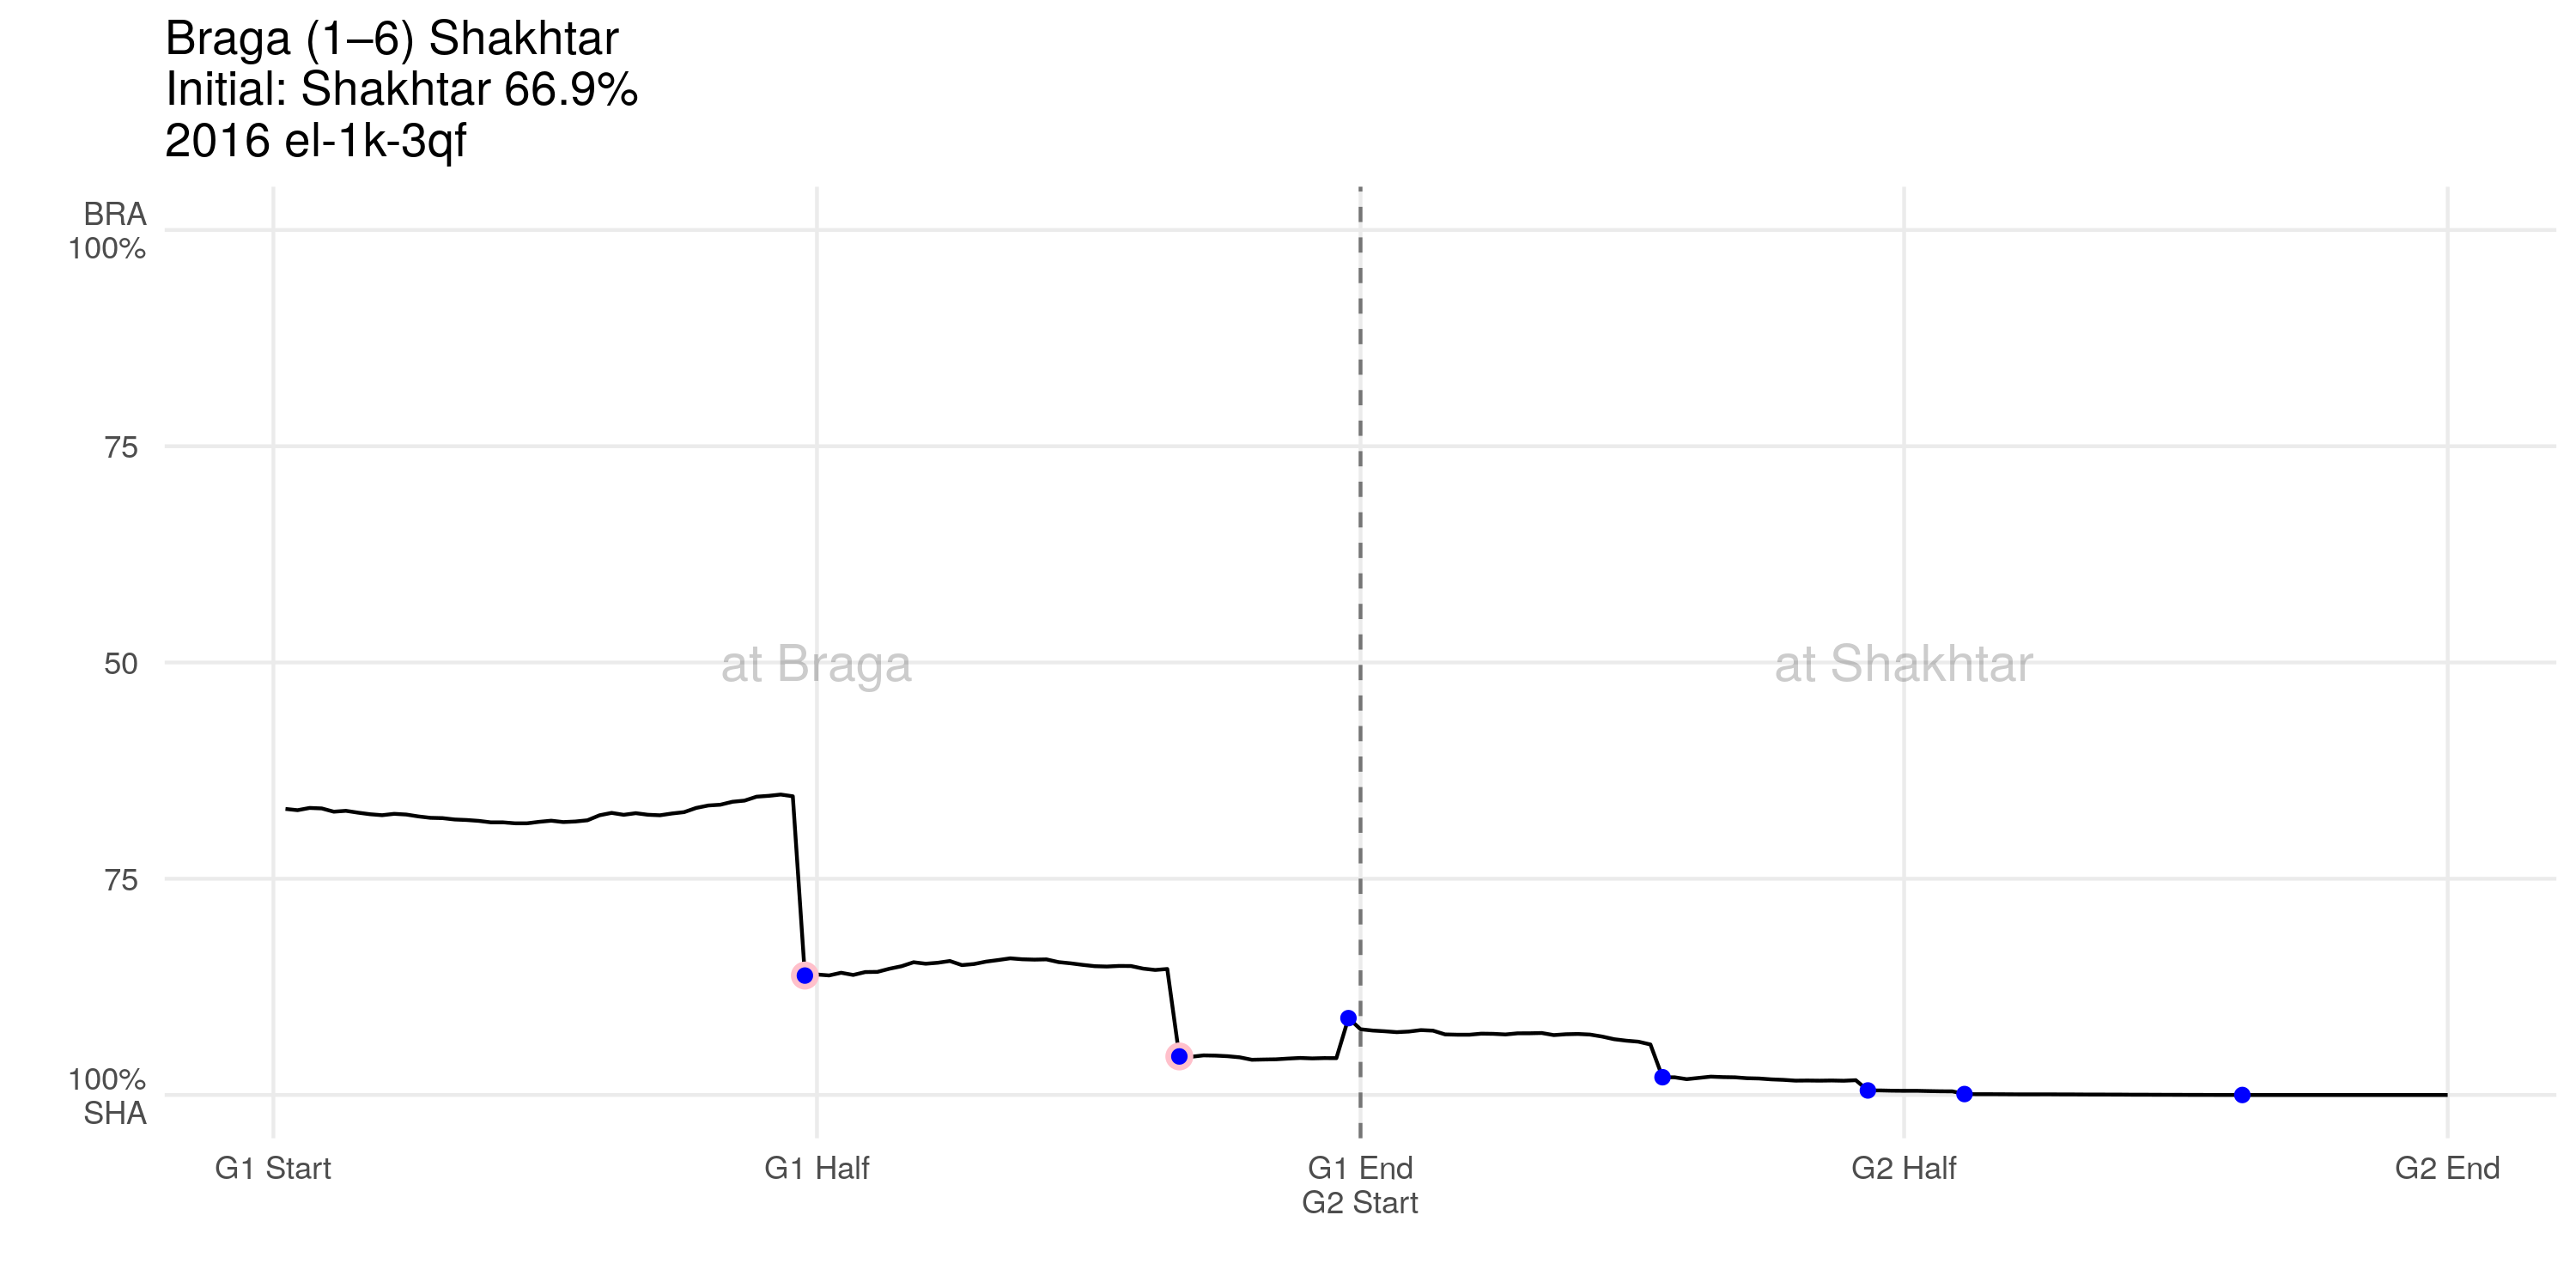 Braga (1–6) Shakhtar
Initial: Shakhtar 66.9%
2016 el-1k-3qf
BRA
100%
75
50
75
100%
SHA
at Braga
at Shakhtar
G1 Start
G1 Half
G1 End
G2 Start
G2 Half
G2 End